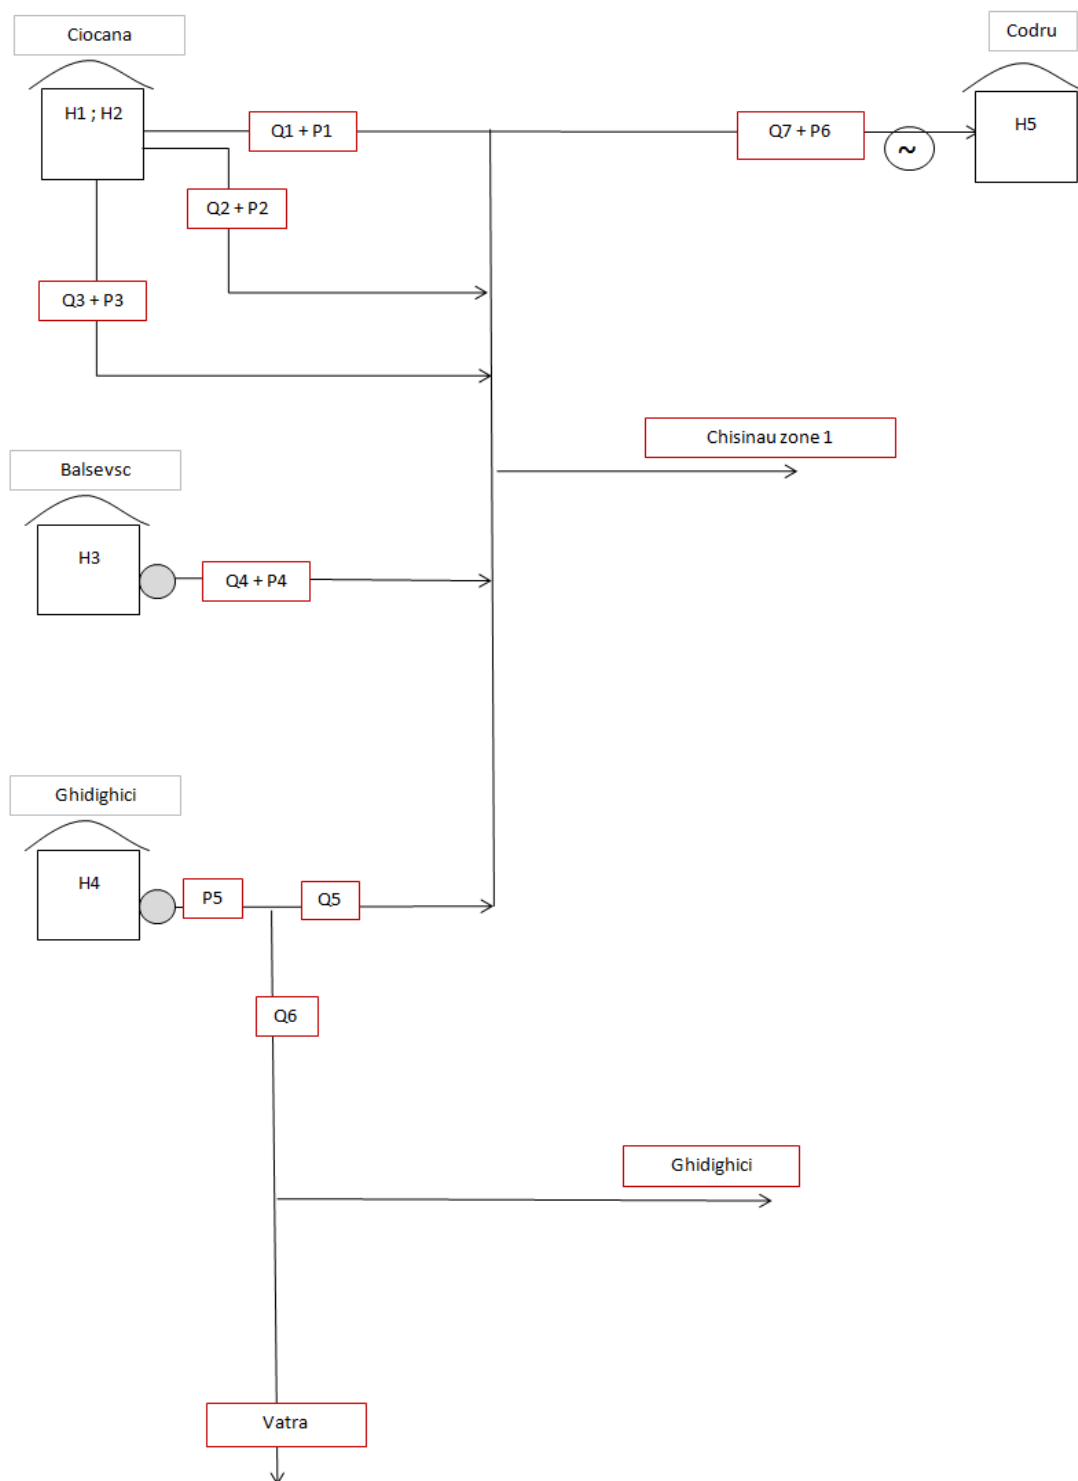 Ciocana
Codru
H1 ; H2
Q1 + P1
Q7 + P6
H5
~
Q2 + P2
Q3 + P3
Chisinau zone 1
Balsevsc
H3
Q4 + P4
Ghidighici
H4
P5
Q5
Q6
Ghidighici
Vatra